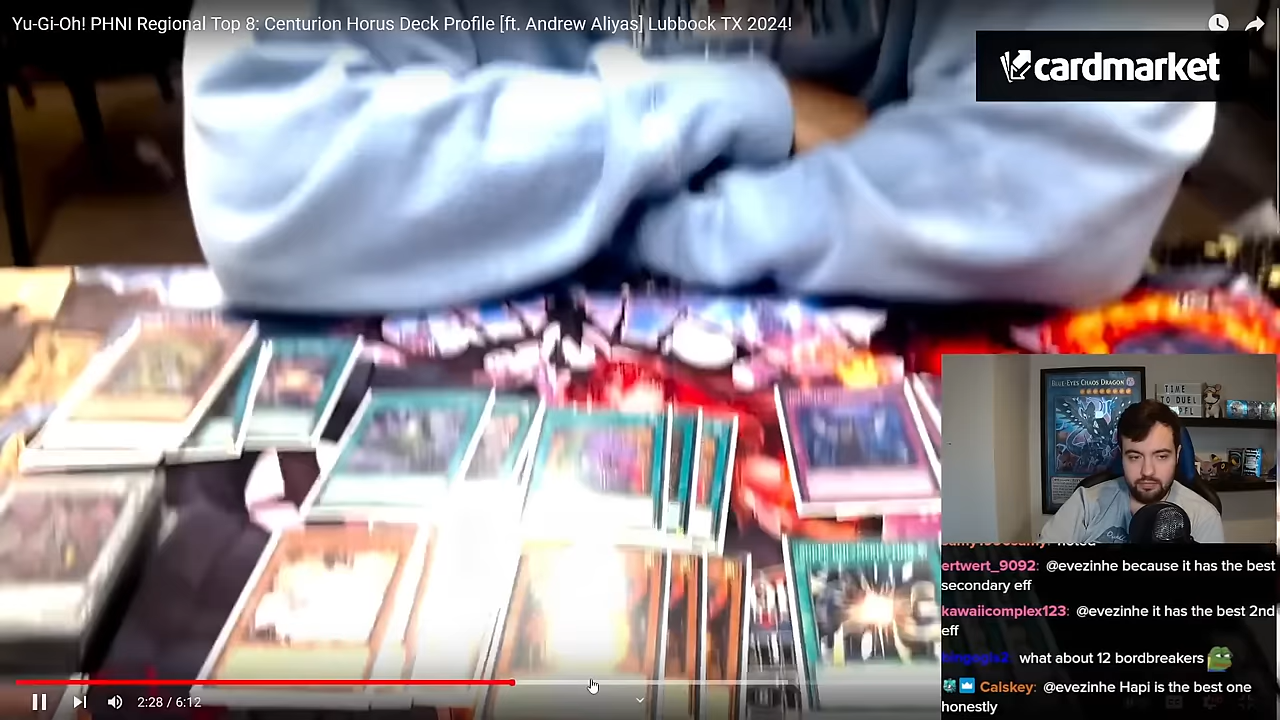 Yu-Gi-Oh! PHNI Regional Top 8: Centurion Horus Deck Profile [ft. Andrew Aliyas] Lubbock TX 2024!
cardmarket
BLUE-EYES CHAOS DRAGON
TIME
TO DUEL
ertwert_9092: @evezinhe because it has the best
secondary eff
kawaiicomplex123: @evezinhe it has the best 2nd
eff
what about 12 bordbreakers
Calskey: @evezinhe Hapi is the best one
honestly
2:28 / 6:12